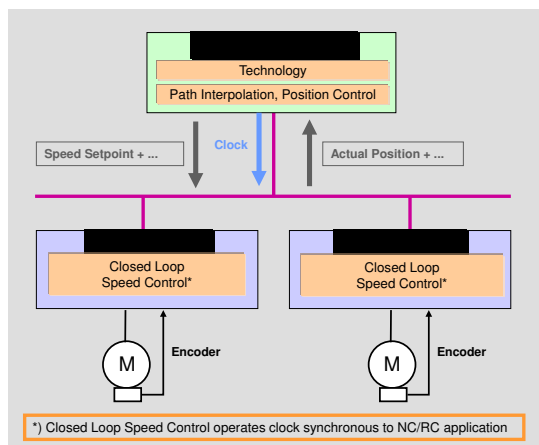 Technology
Path Interpolation, Position Control
Speed Setpoint + ...
Clock
Actual Position + ...
Closed Loop
Speed Control*
Closed Loop
Speed Control*
M
Encoder
M
Encoder
*) Closed Loop Speed Control operates clock synchronous to NC/RC application